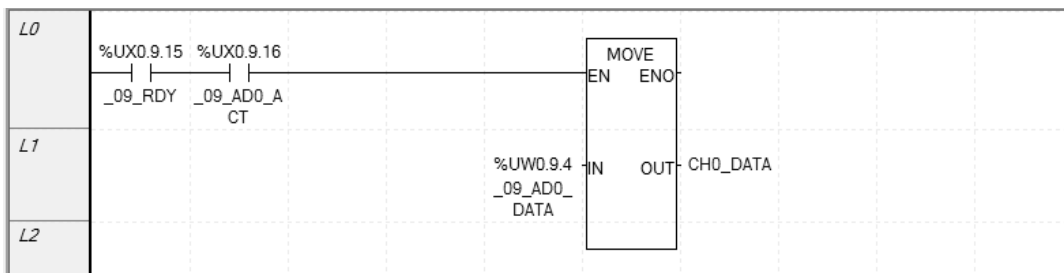 L0
%UX0.9.15 %UX0.9.16
_09_RDY _09_AD0_A
CT
MOVE
EN ENO
L1
%UW0.9.4 IN OUT CH0_DATA
_09_AD0_
DATA
L2